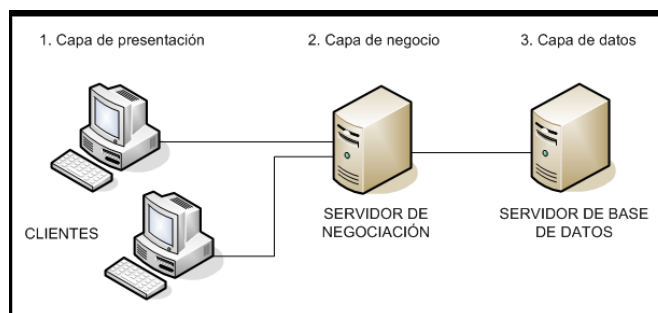 1. Capa de presentación
2. Capa de negocio
3. Capa de datos
CLIENTES
SERVIDOR DE
NEGOCIACIÓN
SERVIDOR DE BASE
DE DATOS